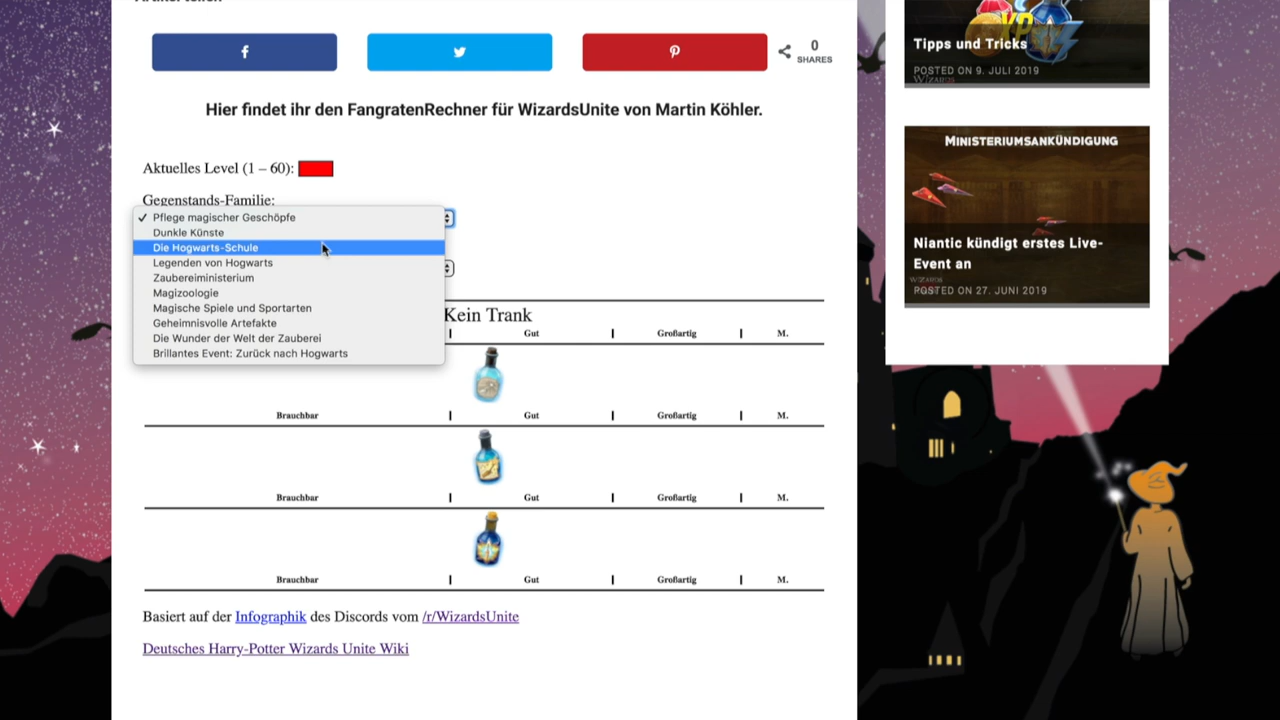 0
SHARES
Hier findet ihr den FangratenRechner für WizardsUnite von Martin Köhler.
Aktuelles Level (1 – 60):
Gegenstands-Familie:
✓ Pflege magischer Geschöpfe
Dunkle Künste
Die Hogwarts-Schule
Legenden von Hogwarts
Zaubereiministerium
Magizoologie
Magische Spiele und Sportarten
Geheimnisvolle Artefakte
Die Wunder der Welt der Zauberei
Brillantes Event: Zurück nach Hogwarts
Kein Trank
| Gut | Großartig | M.
Brauchbar | Gut | Großartig | M.
Brauchbar | Gut | Großartig | M.
Brauchbar | Gut | Großartig | M.
Basiert auf der Infographik des Discords vom /r/WizardsUnite
Deutsches Harry-Potter Wizards Unite Wiki
XP
Tipps und Tricks
POSTED ON 9. JULI 2019
WIZARDS
MINISTERIUMSANKÜNDIGUNG
Niantic kündigt erstes Live-
Event an
WIZARDS
POSTED ON 27. JUNI 2019